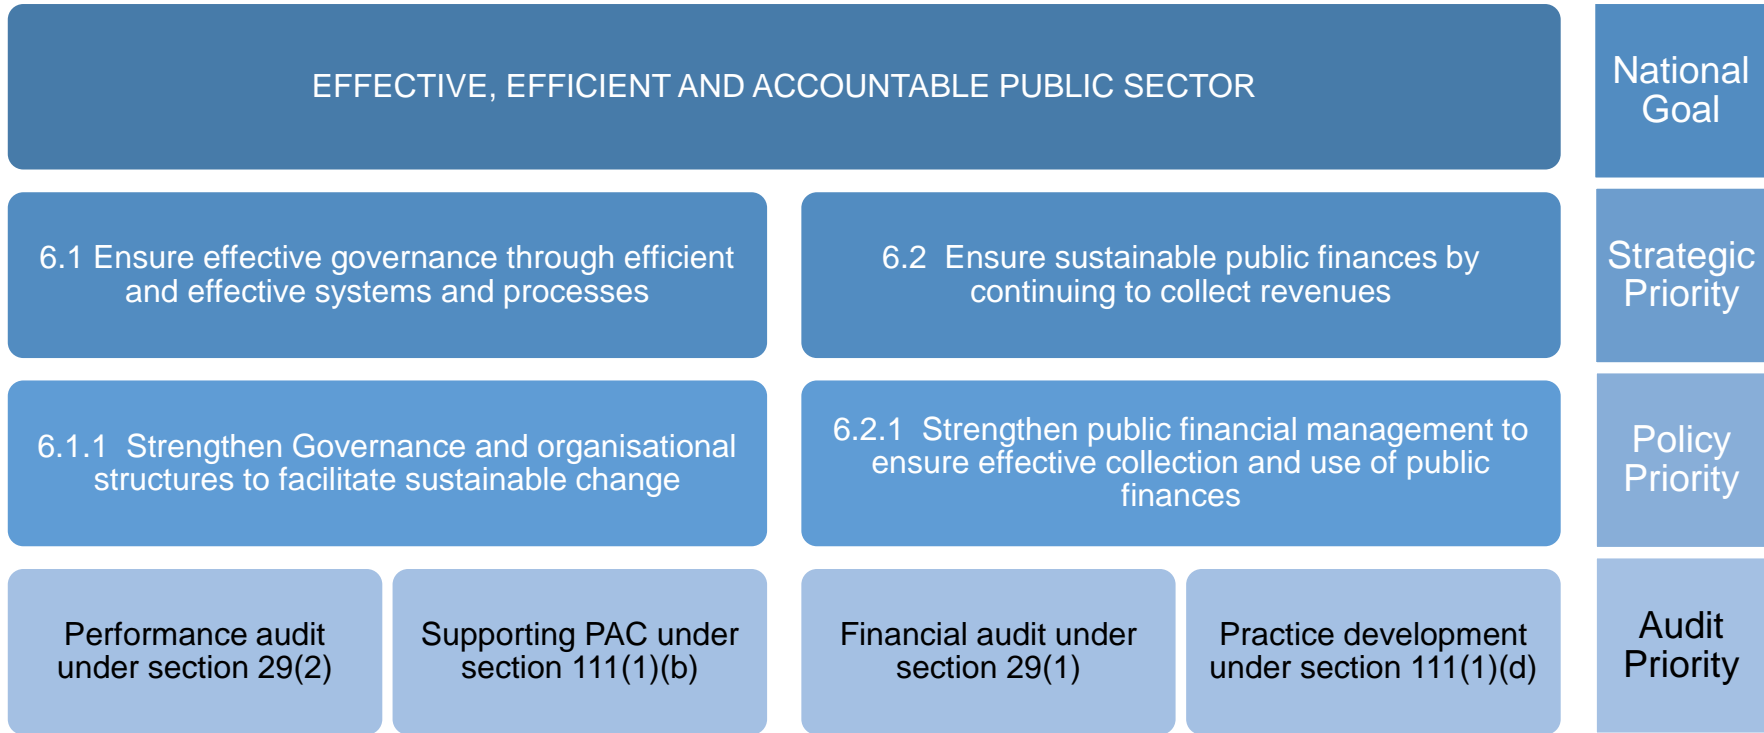 EFFECTIVE, EFFICIENT AND ACCOUNTABLE PUBLIC SECTOR
National
Goal
6.1 Ensure effective governance through efficient
and effective systems and processes
6.2  Ensure sustainable public finances by
continuing to collect revenues
Strategic
Priority
6.1.1  Strengthen Governance and organisational
structures to facilitate sustainable change
6.2.1  Strengthen public financial management to
ensure effective collection and use of public
finances
Policy
Priority
Performance audit
under section 29(2)
Supporting PAC under
section 111(1)(b)
Financial audit under
section 29(1)
Practice development
under section 111(1)(d)
Audit
Priority